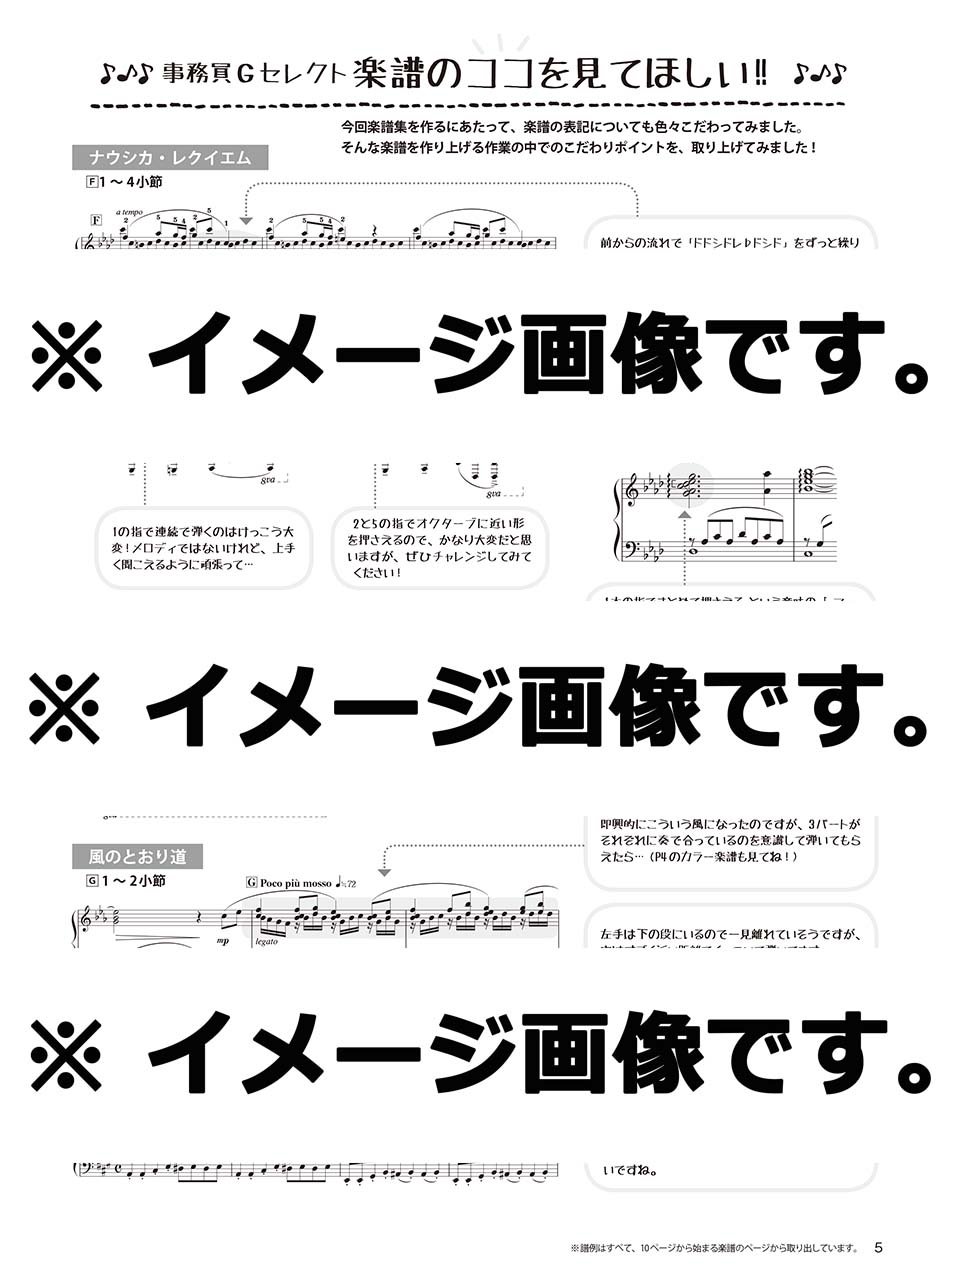 ♪♫♪ 事務員Gセレクト 楽譜のココを見てほしい!! ♪♫♪
今回楽譜集を作るにあたって、楽譜の表記についても色々こだわってみました。
そんな楽譜を作り上げる作業の中でのこだわりポイントを、取り上げてみました！
ナウシカ・レクイエム
F 1～4小節
F
a tempo
2 5 5 4 2 5 1 2 5 5 4 2
前からの流れで「ドドシドレ♭ドシド」をずっと繰り
※ イメージ画像です。
8va
8va
1の指で連続で弾くのはけっこう大
変！メロディではないけれど、上手
く聞こえるように頑張って…
2と5の指でオクターブに近い形
を押さえるので、かなり大変だと思
いますが、ぜひチャレンジしてみて
ください！
※ イメージ画像です。
8va
即興的にこういう風になったのですが、3パートが
それぞれに奏で合っているのを意識して弾いてもら
えたら…（P4のカラー楽譜も見てね！）
風のとおり道
G 1～2小節
G Poco più mosso ♩≒72
mp
legato
左手は下の段にいるので一見離れていそうですが、
※ イメージ画像です。
いですね。
※譜例はすべて、10ページから始まる楽譜のページから取り出しています。 5